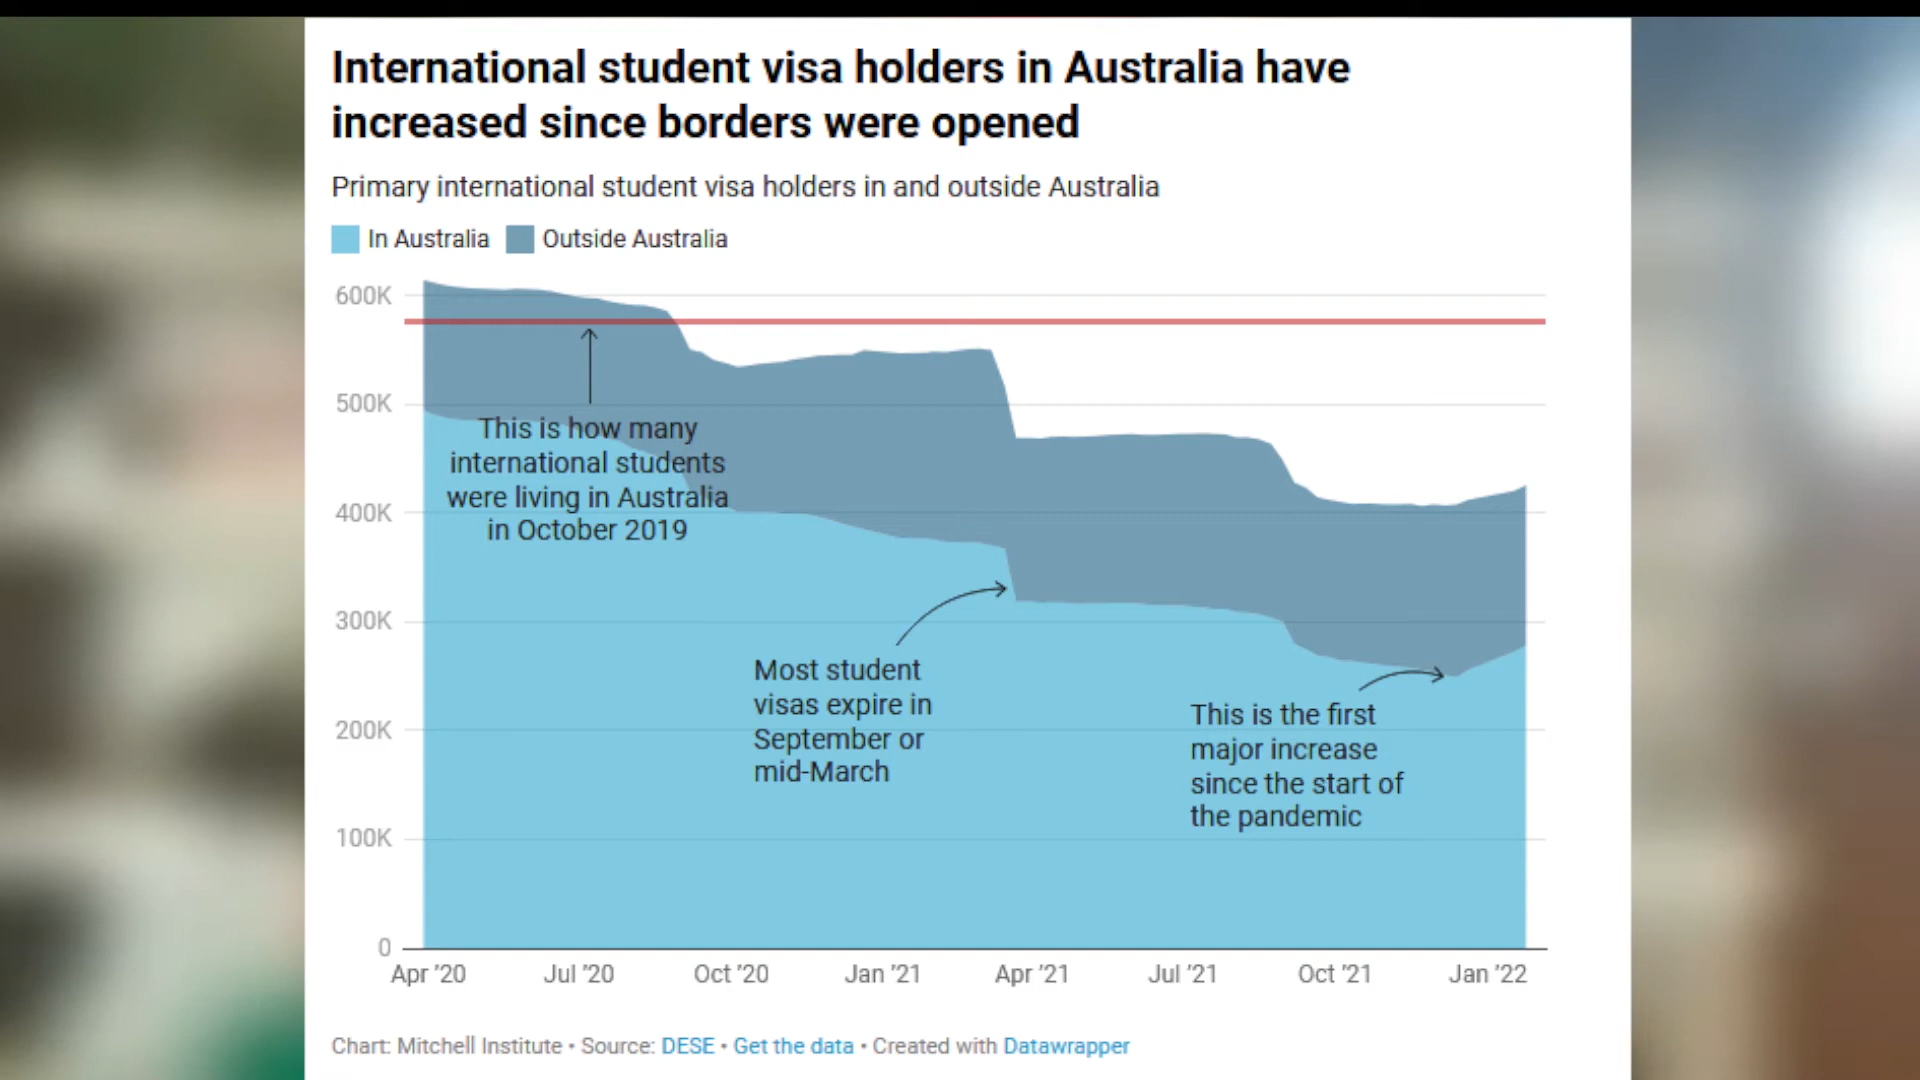 International student visa holders in Australia have
increased since borders were opened
Primary international student visa holders in and outside Australia
In Australia Outside Australia
600K
500K
400K
300K
200K
100K
0
This is how many
international students
were living in Australia
in October 2019
Most student
visas expire in
September or
mid-March
This is the first
major increase
since the start of
the pandemic
Apr '20 Jul '20 Oct '20 Jan '21 Apr '21 Jul '21 Oct '21 Jan '22
Chart: Mitchell Institute • Source: DESE • Get the data • Created with Datawrapper